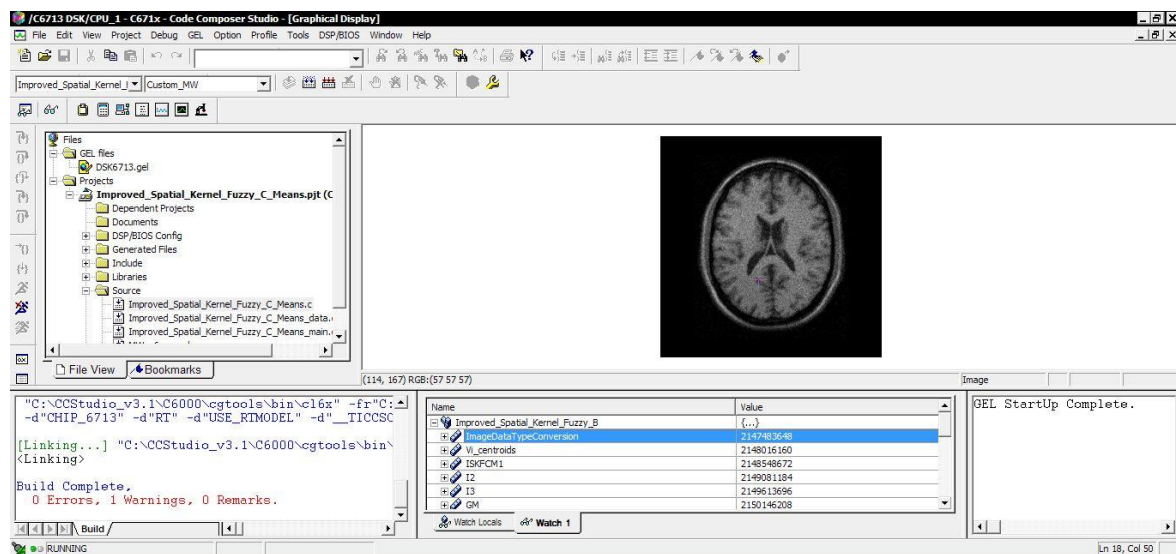 /C6713 DSK/CPU_1 - C671x - Code Composer Studio - [Graphical Display]
File Edit View Project Debug GEL Option Profile Tools DSP/BIOS Window Help
Improved_Spatial_Kernel_ Custom_MW
Files
GEL files
DSK6713.gel
Projects
Improved_Spatial_Kernel_Fuzzy_C_Means.pjt (C
Dependent Projects
Documents
DSP/BIOS Config
Generated Files
Include
Libraries
Source
Improved_Spatial_Kernel_Fuzzy_C_Means.c
Improved_Spatial_Kernel_Fuzzy_C_Means_data.
Improved_Spatial_Kernel_Fuzzy_C_Means_main.
File View Bookmarks
(114, 167) RGB:(57 57 57) Image
"C:\CCStudio_v3.1\C6000\cgtools\bin\cl6x" -fr"C:
-d"CHIP_6713" -d"RT" -d"USE_RTMODEL" -d"__TICCSC
[Linking...] "C:\CCStudio_v3.1\C6000\cgtools\bin\
<Linking>
Build Complete,
0 Errors, 1 Warnings, 0 Remarks.
Build
Name Value
Improved_Spatial_Kernel_Fuzzy_B {...}
ImageDataTypeConversion 2147483648
Vi_centroids 2148016160
ISKFCM1 2148548672
I2 2149081184
I3 2149613696
GM 2150146208
Watch Locals Watch 1
GEL StartUp Complete.
RUNNING Ln 18, Col 50